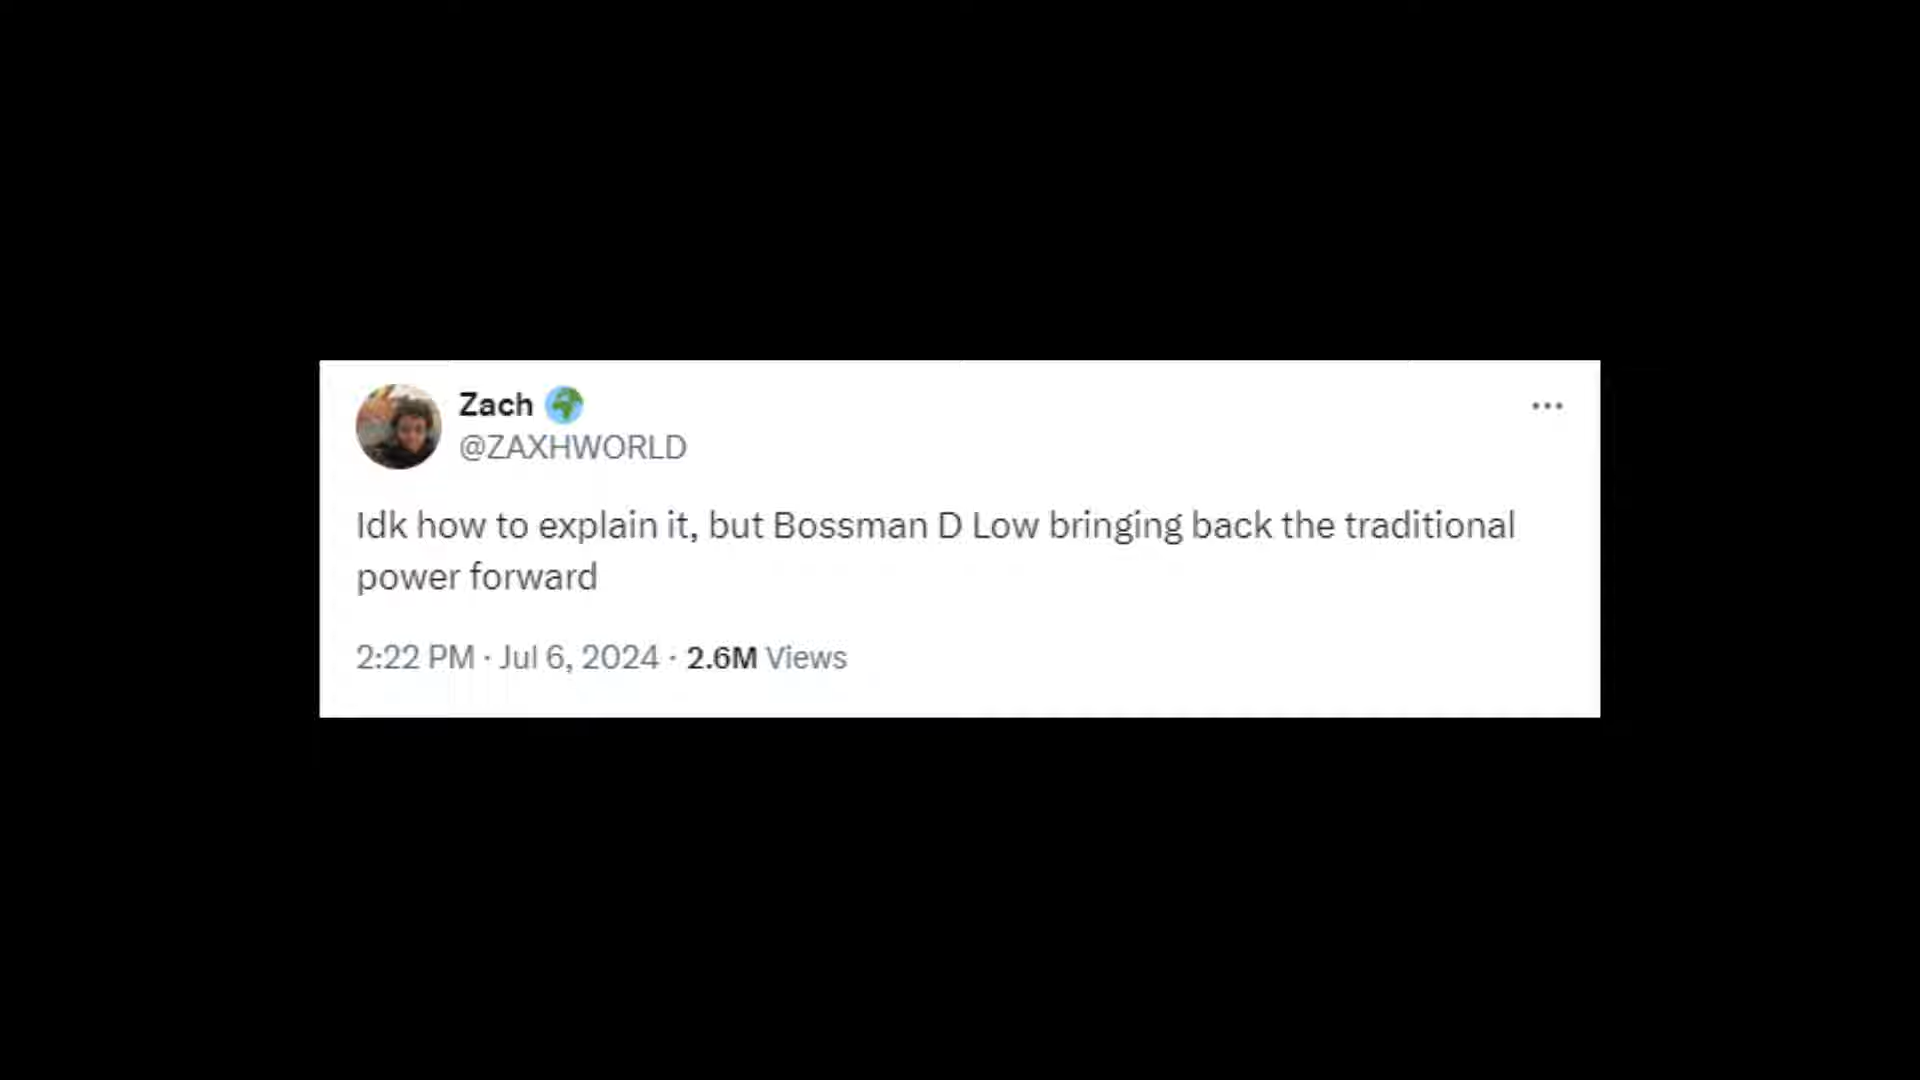 Zach 🌍
@ZAXHWORLD
Idk how to explain it, but Bossman D Low bringing back the traditional
power forward
2:22 PM · Jul 6, 2024 · 2.6M Views